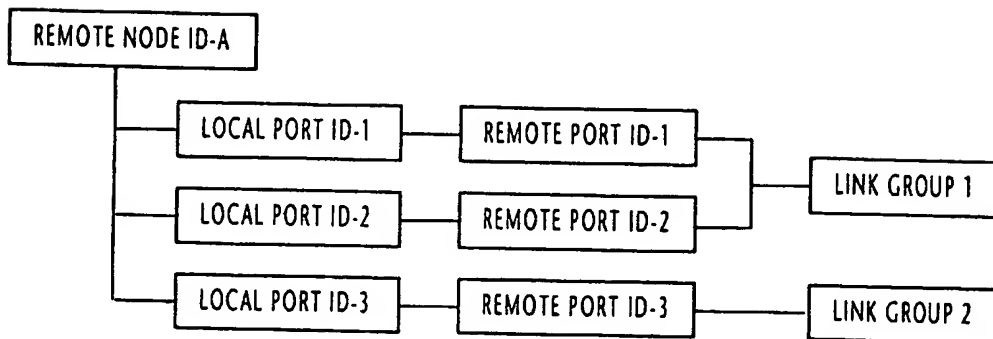 REMOTE NODE ID-A
LOCAL PORT ID-1
REMOTE PORT ID-1
LINK GROUP 1
LOCAL PORT ID-2
REMOTE PORT ID-2
LOCAL PORT ID-3
REMOTE PORT ID-3
LINK GROUP 2